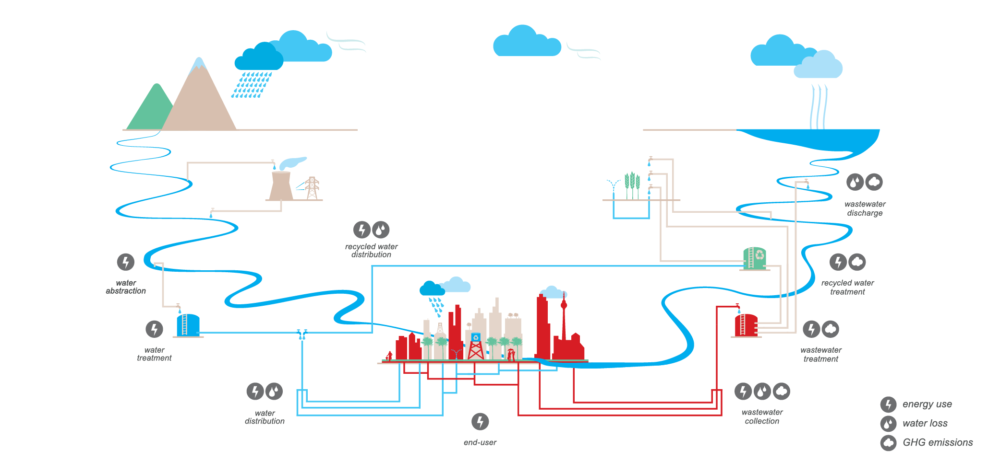 wastewater
discharge
recycled water
distribution
water
abstraction
recycled water
treatment
water
treatment
wastewater
treatment
water
distribution
end-user
wastewater
collection
energy use
water loss
GHG emissions